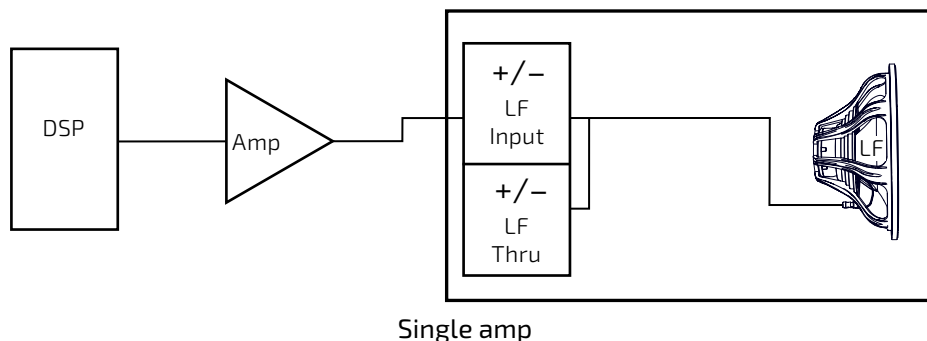 DSP
Amp
+/–
LF
Input
+/–
LF
Thru
LF
Single amp